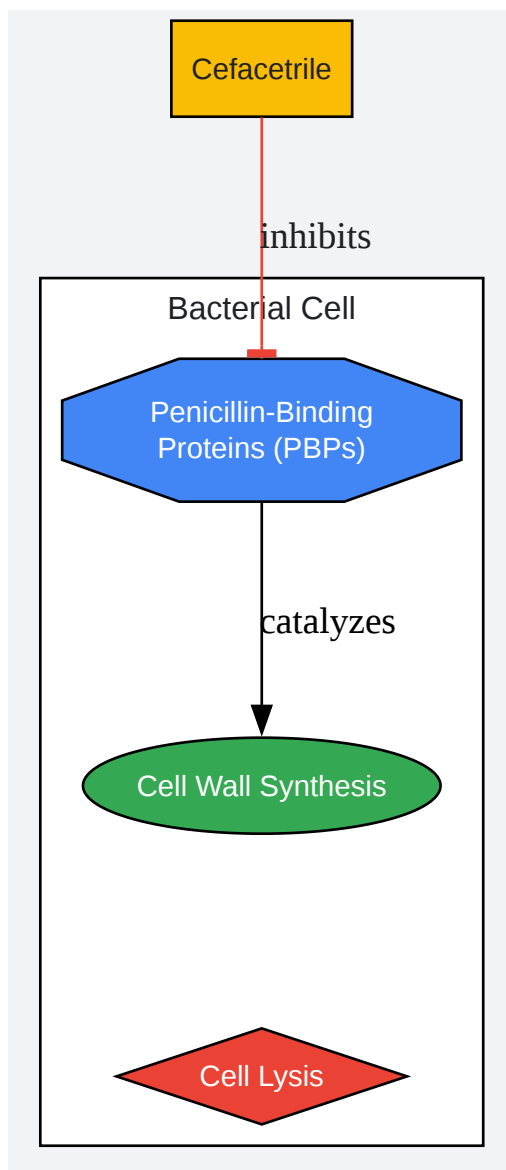 Cefacetrile
inhibits
Bacterial Cell
Penicillin-Binding
Proteins (PBPs)
catalyzes
Cell Wall Synthesis
Cell Lysis